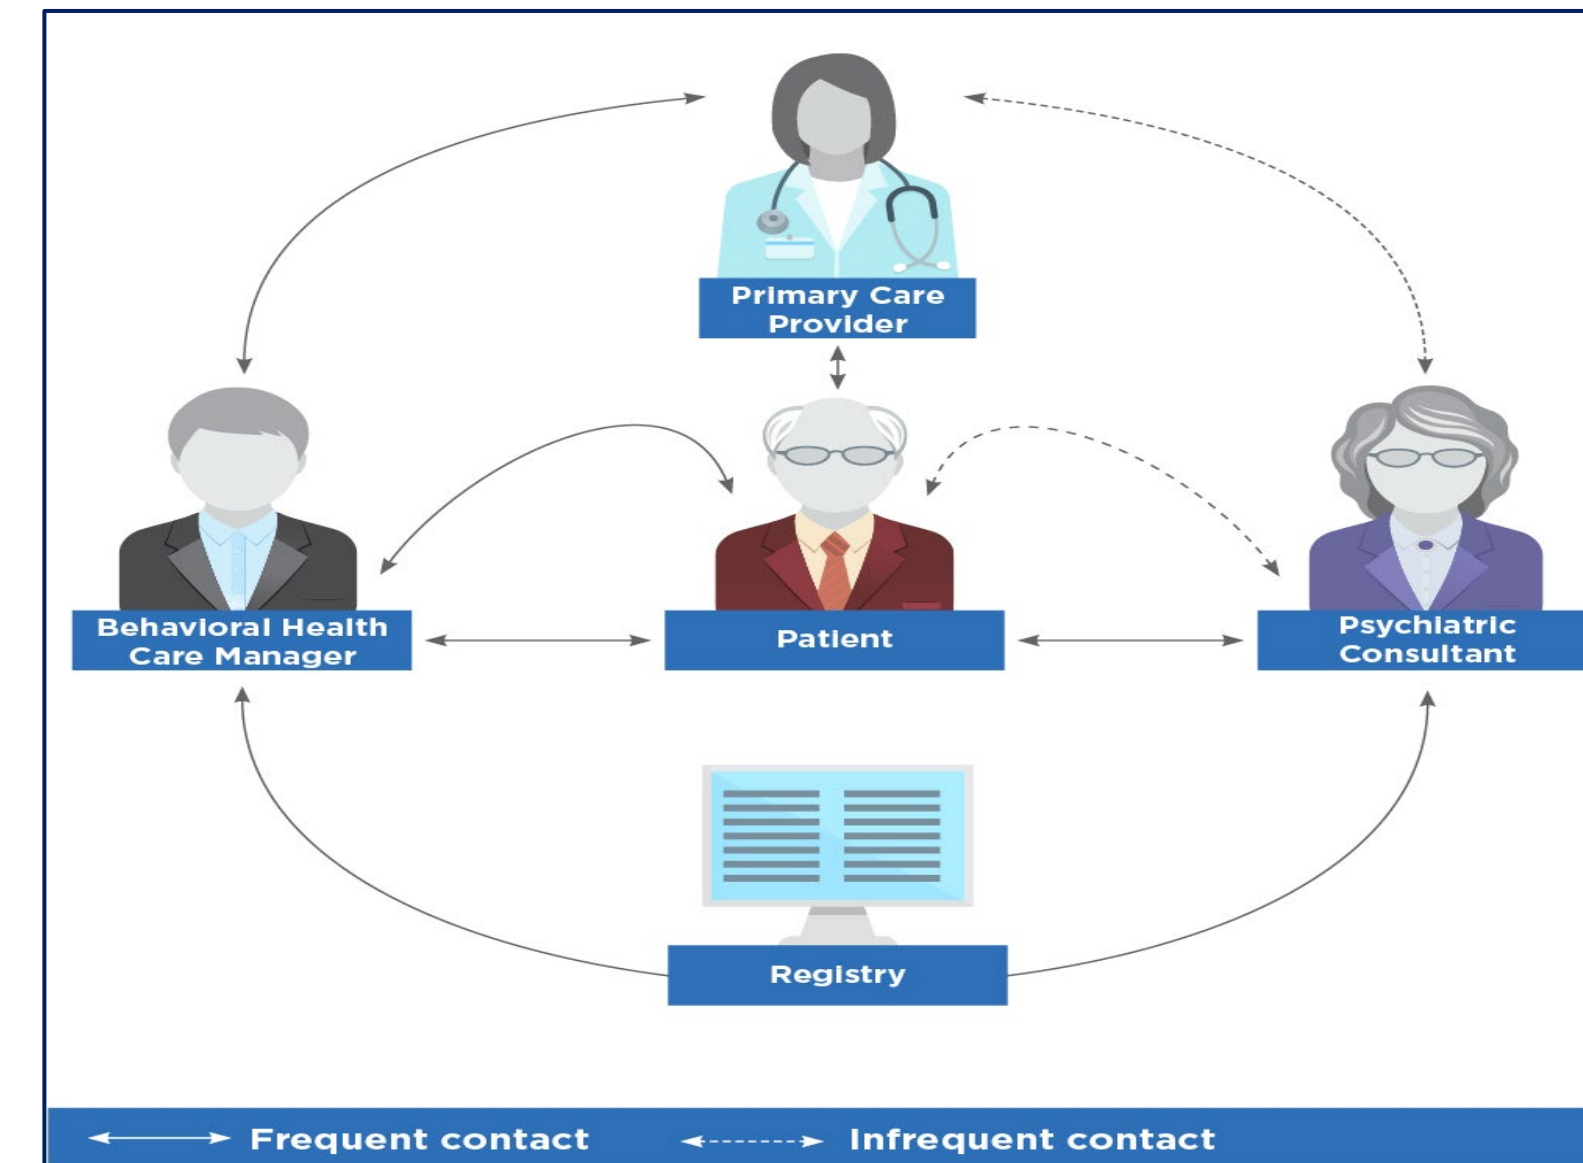 Primary Care
Provider
Behavioral Health
Care Manager
Patient
Psychiatric
Consultant
Registry
Frequent contact
Infrequent contact